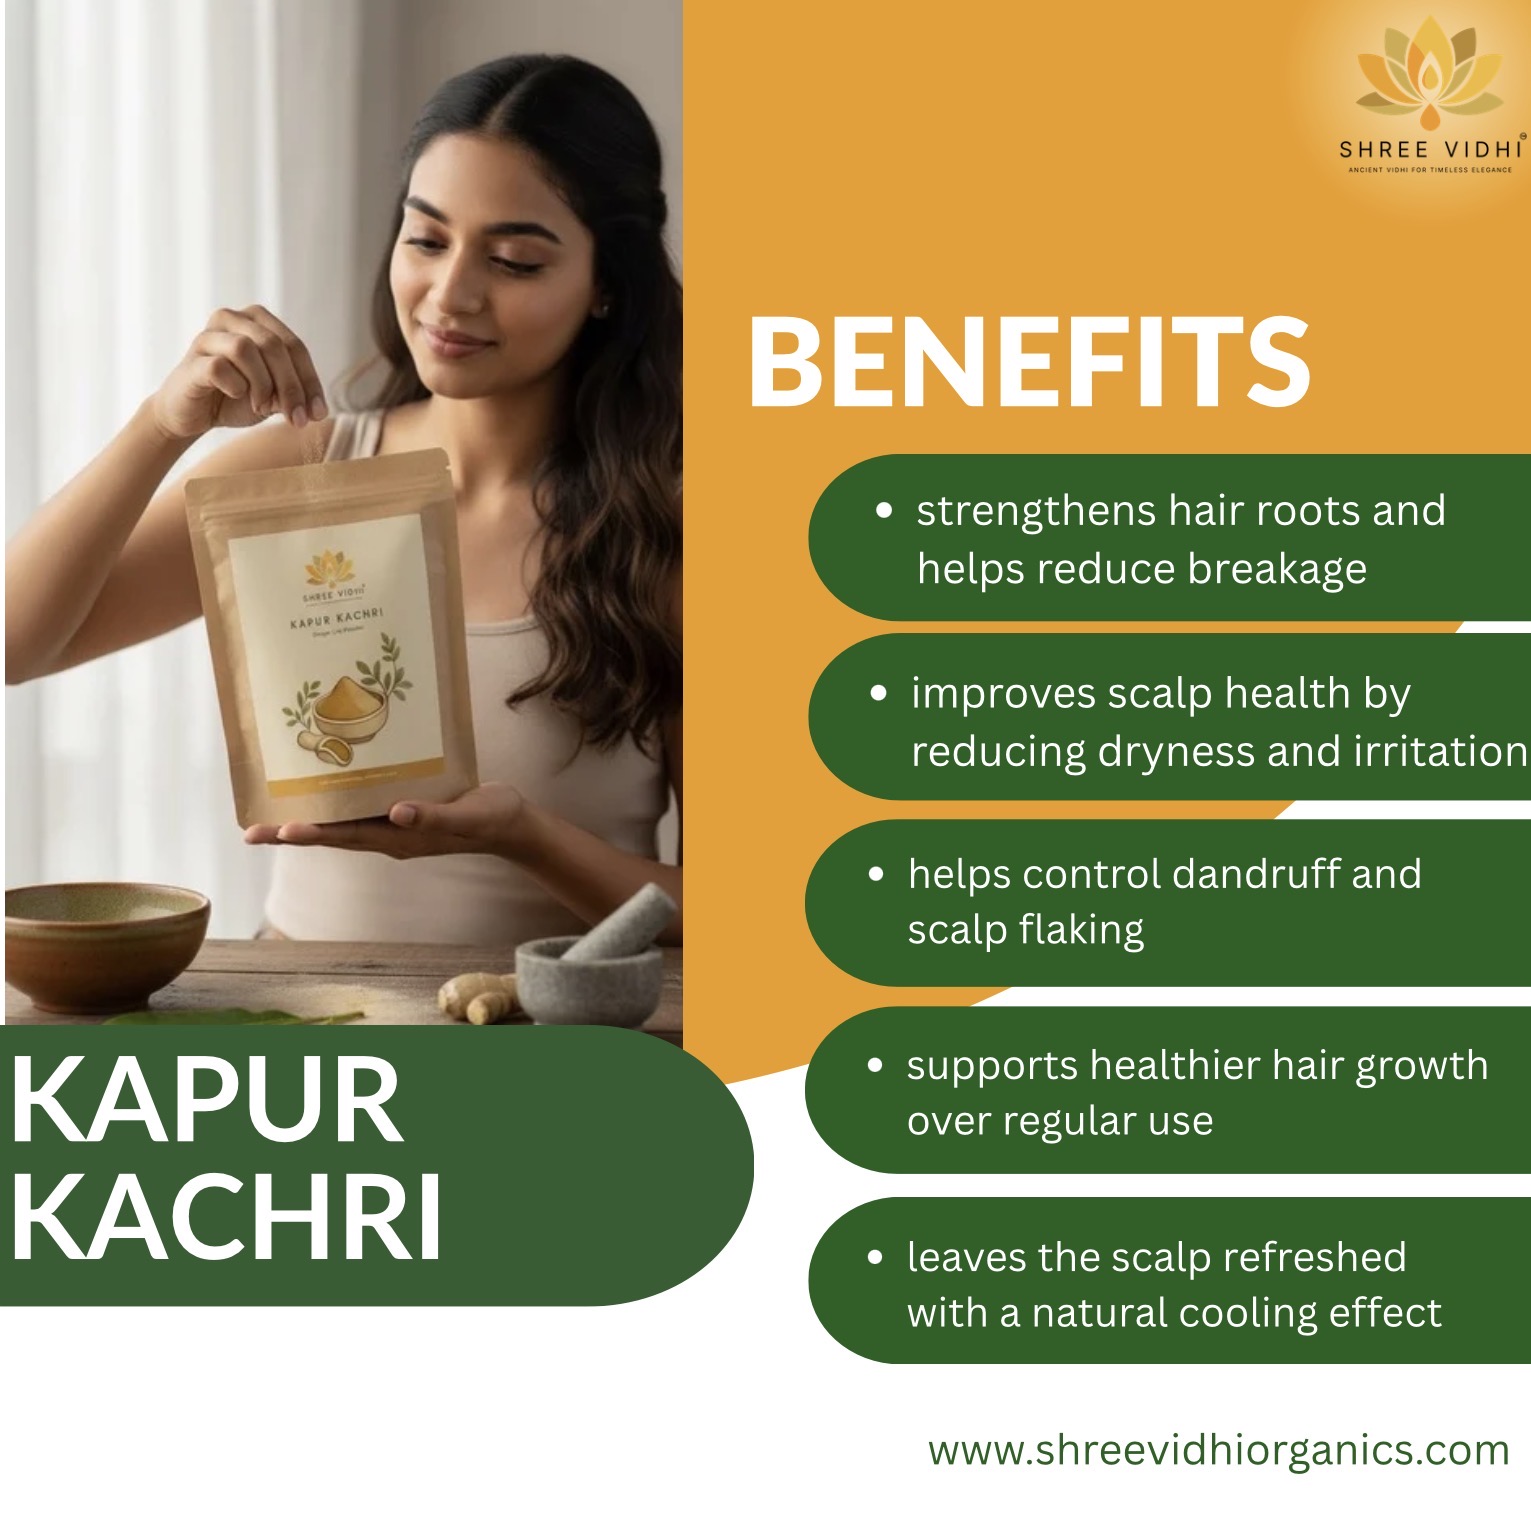 SHREE VIDHI
ANCIENT VIDHI FOR TIMELESS ELEGANCE
BENEFITS
• strengthens hair roots and
helps reduce breakage
• improves scalp health by
reducing dryness and irritation
• helps control dandruff and
scalp flaking
• supports healthier hair growth
over regular use
• leaves the scalp refreshed
with a natural cooling effect
SHREE VIDHI
KAPUR KACHRI
KAPUR
KACHRI
www.shreevidhiorganics.com